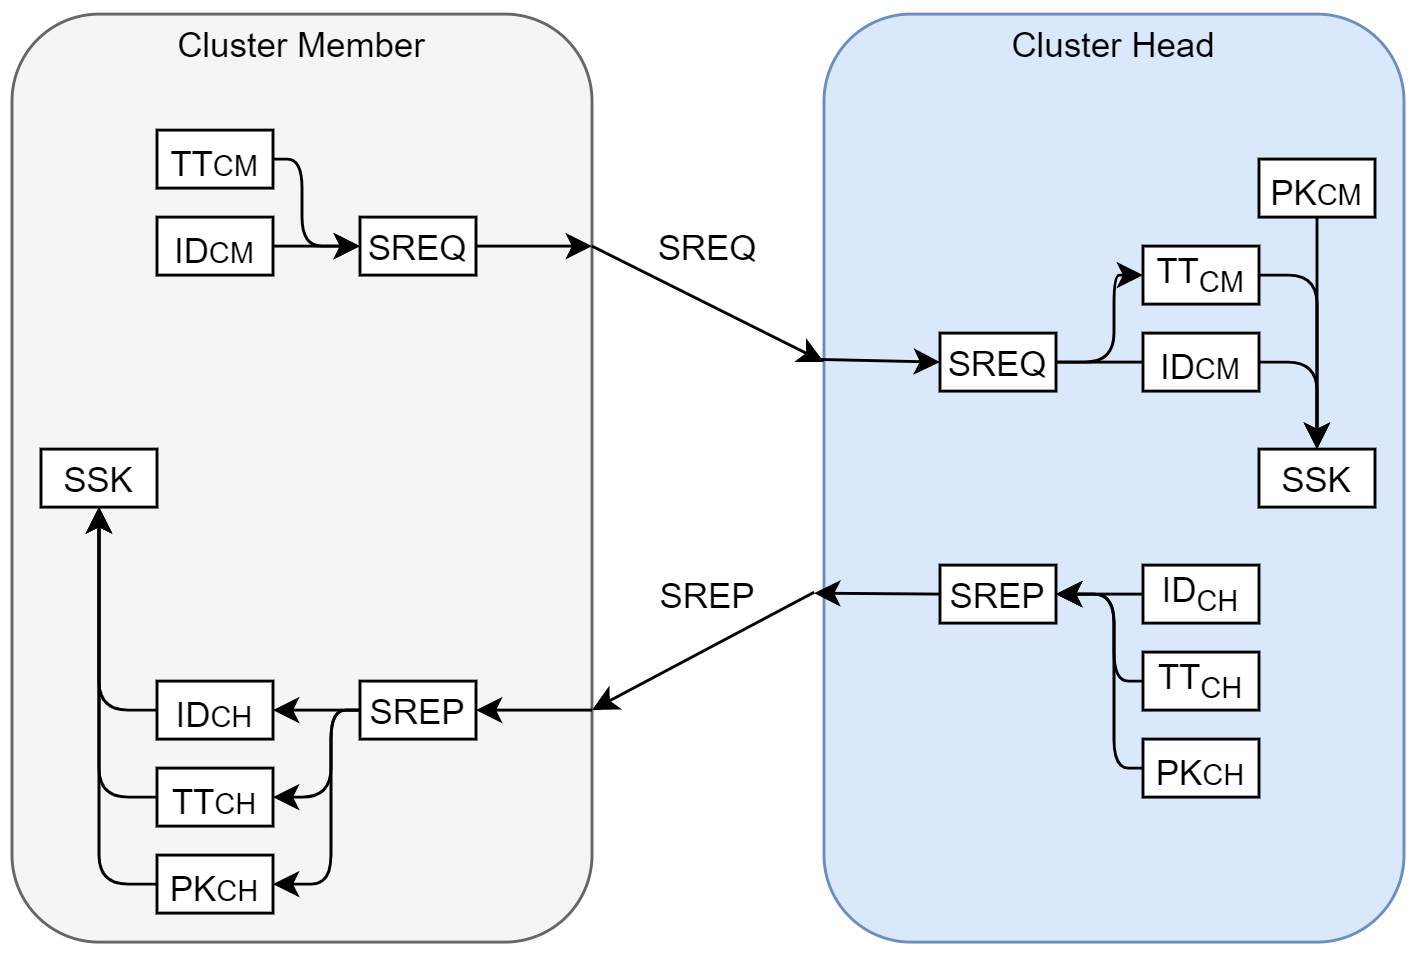 Cluster Member
Cluster Head
TTCM
PKCM
IDCM
SREQ
SREQ
TTCM
SREQ
IDCM
SSK
SSK
SREP
SREP
IDCH
TTCH
IDCH
SREP
PKCH
TTCH
PKCH